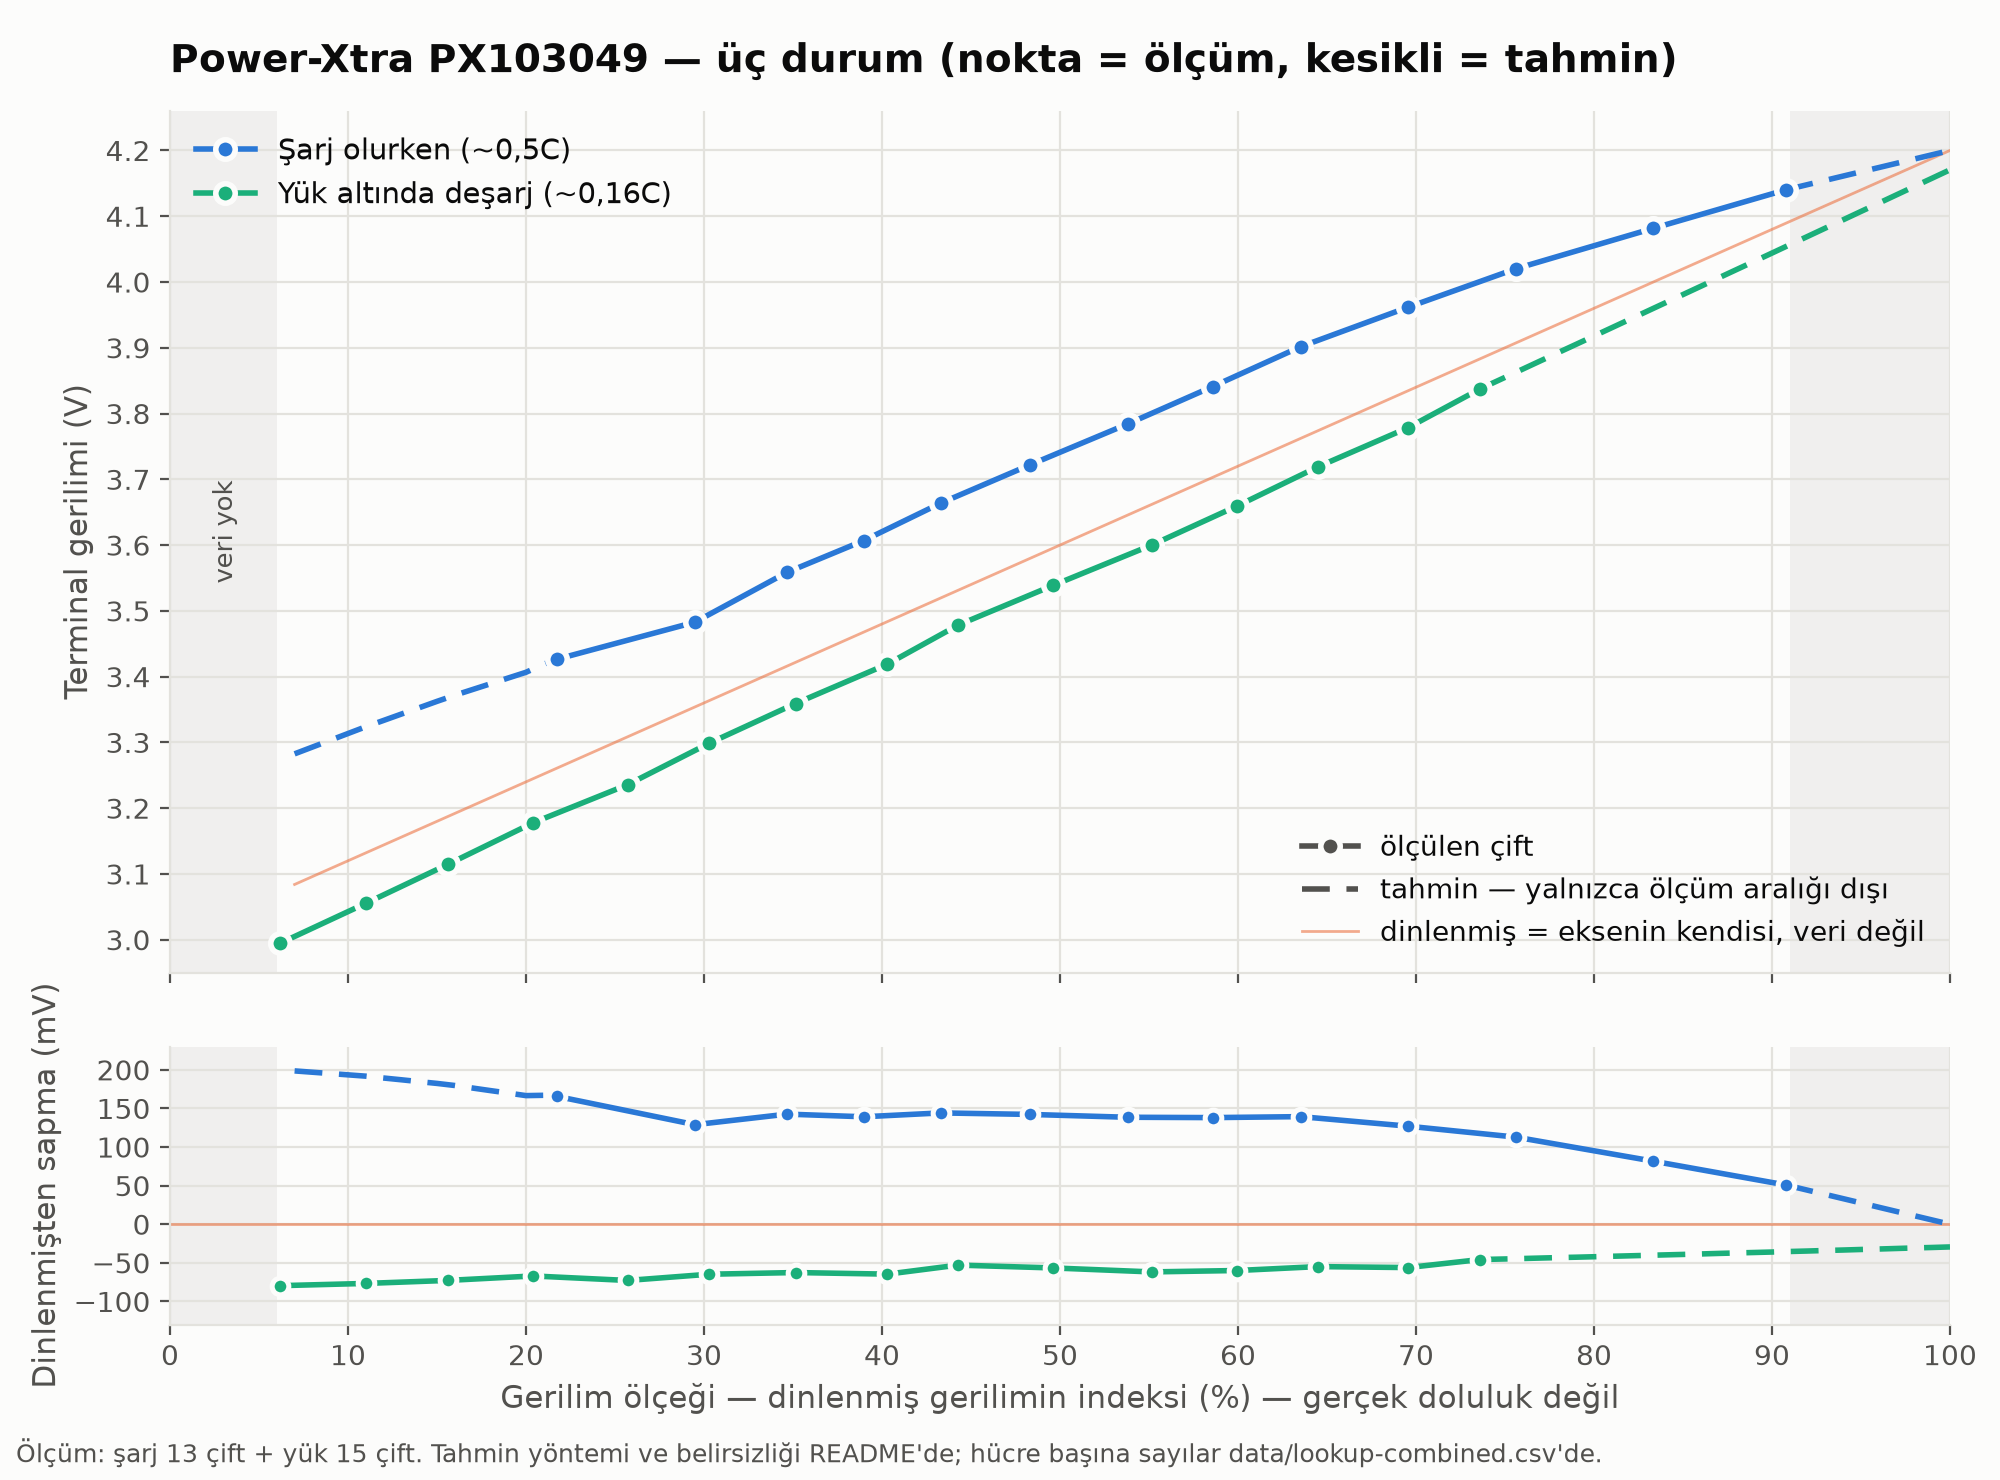 Power-Xtra PX103049 — üç durum (nokta = ölçüm, kesikli = tahmin)
Şarj olurken (~0,5C)
Yük altında deşarj (~0,16C)
4.2
4.1
4.0
3.9
3.8
3.7
3.6
3.5
3.4
3.3
3.2
3.1
3.0
Terminal gerilimi (V)
veri yok
ölçülen çift
tahmin — yalnızca ölçüm aralığı dışı
dinlenmiş = eksenin kendisi, veri değil
200
150
100
50
0
−50
−100
Dinlenmişten sapma (mV)
0 10 20 30 40 50 60 70 80 90 100
Gerilim ölçeği — dinlenmiş gerilimin indeksi (%) — gerçek doluluk değil
Ölçüm: şarj 13 çift + yük 15 çift. Tahmin yöntemi ve belirsizliği README'de; hücre başına sayılar data/lookup-combined.csv'de.